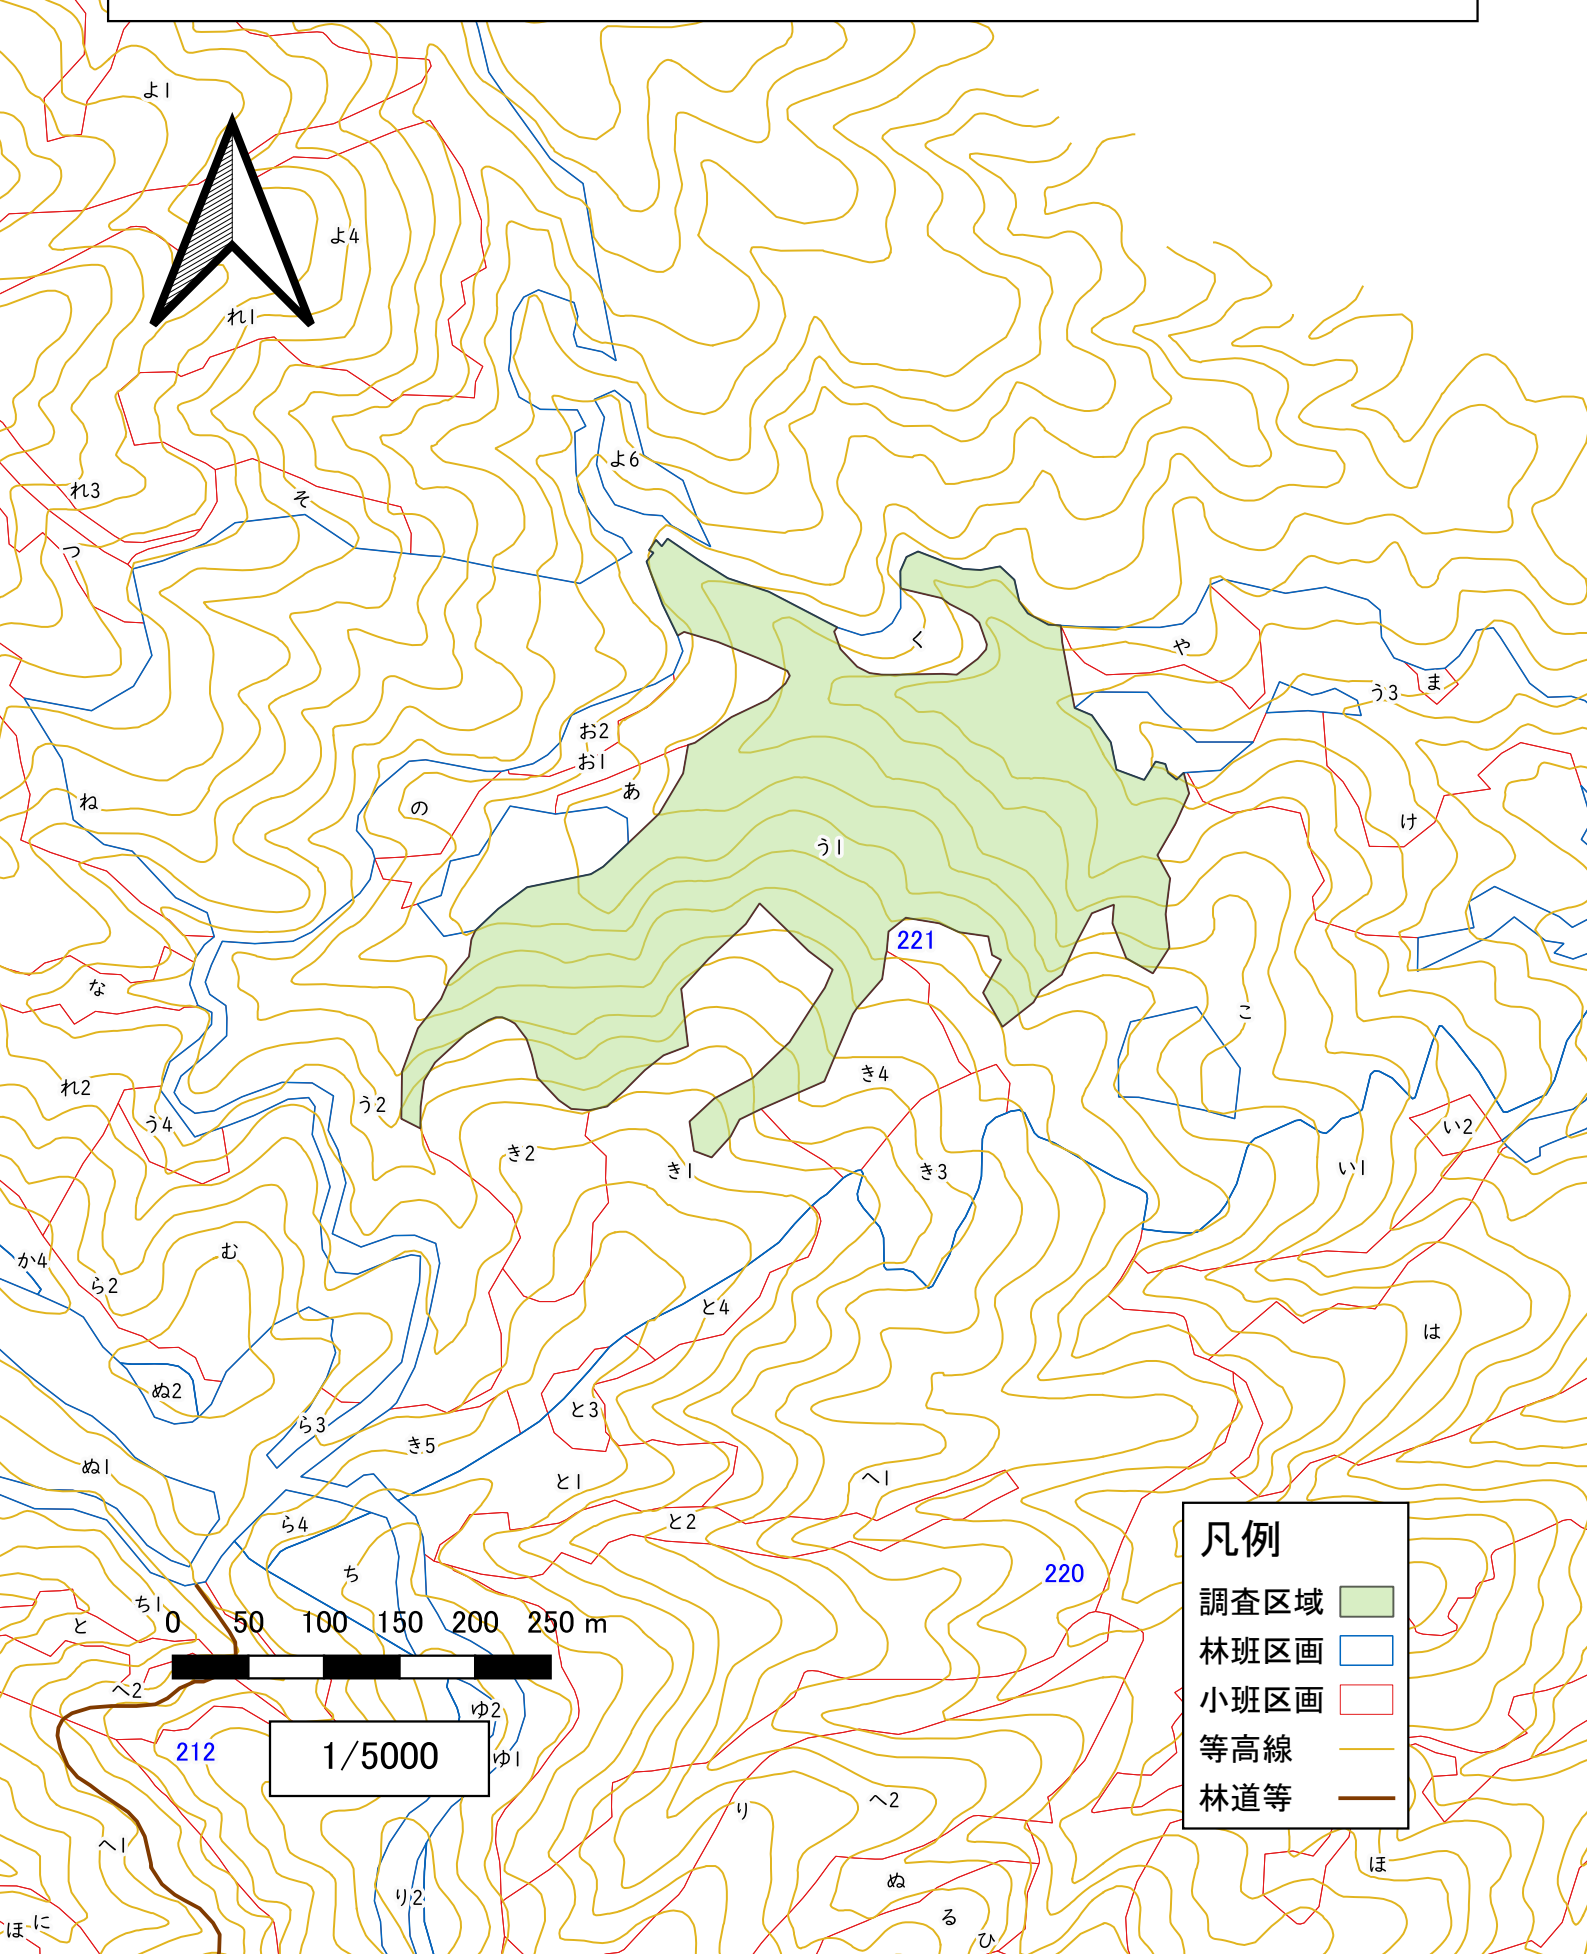 よ1
よ4
れ1
よ6
れ3
そ
つ
く
や
ま
う3
お2
お1
あ
の
ね
け
う1
221
な
こ
き4
れ2
う2
う4
い2
き2
き1
き3
い1
む
か4
ら2
と4
は
ぬ2
と3
ら3
き5
ぬ1
と1
へ1
ら4
と2
凡例
ち
220
調査区域
ち1
と
0 50 100 150 200 250 m
林班区画
へ2
小班区画
ゆ2
212
1/5000
ゆ1
等高線
り
へ2
林道等
へ1
ほ
ぬ
り2
る
ほ
に
ひ